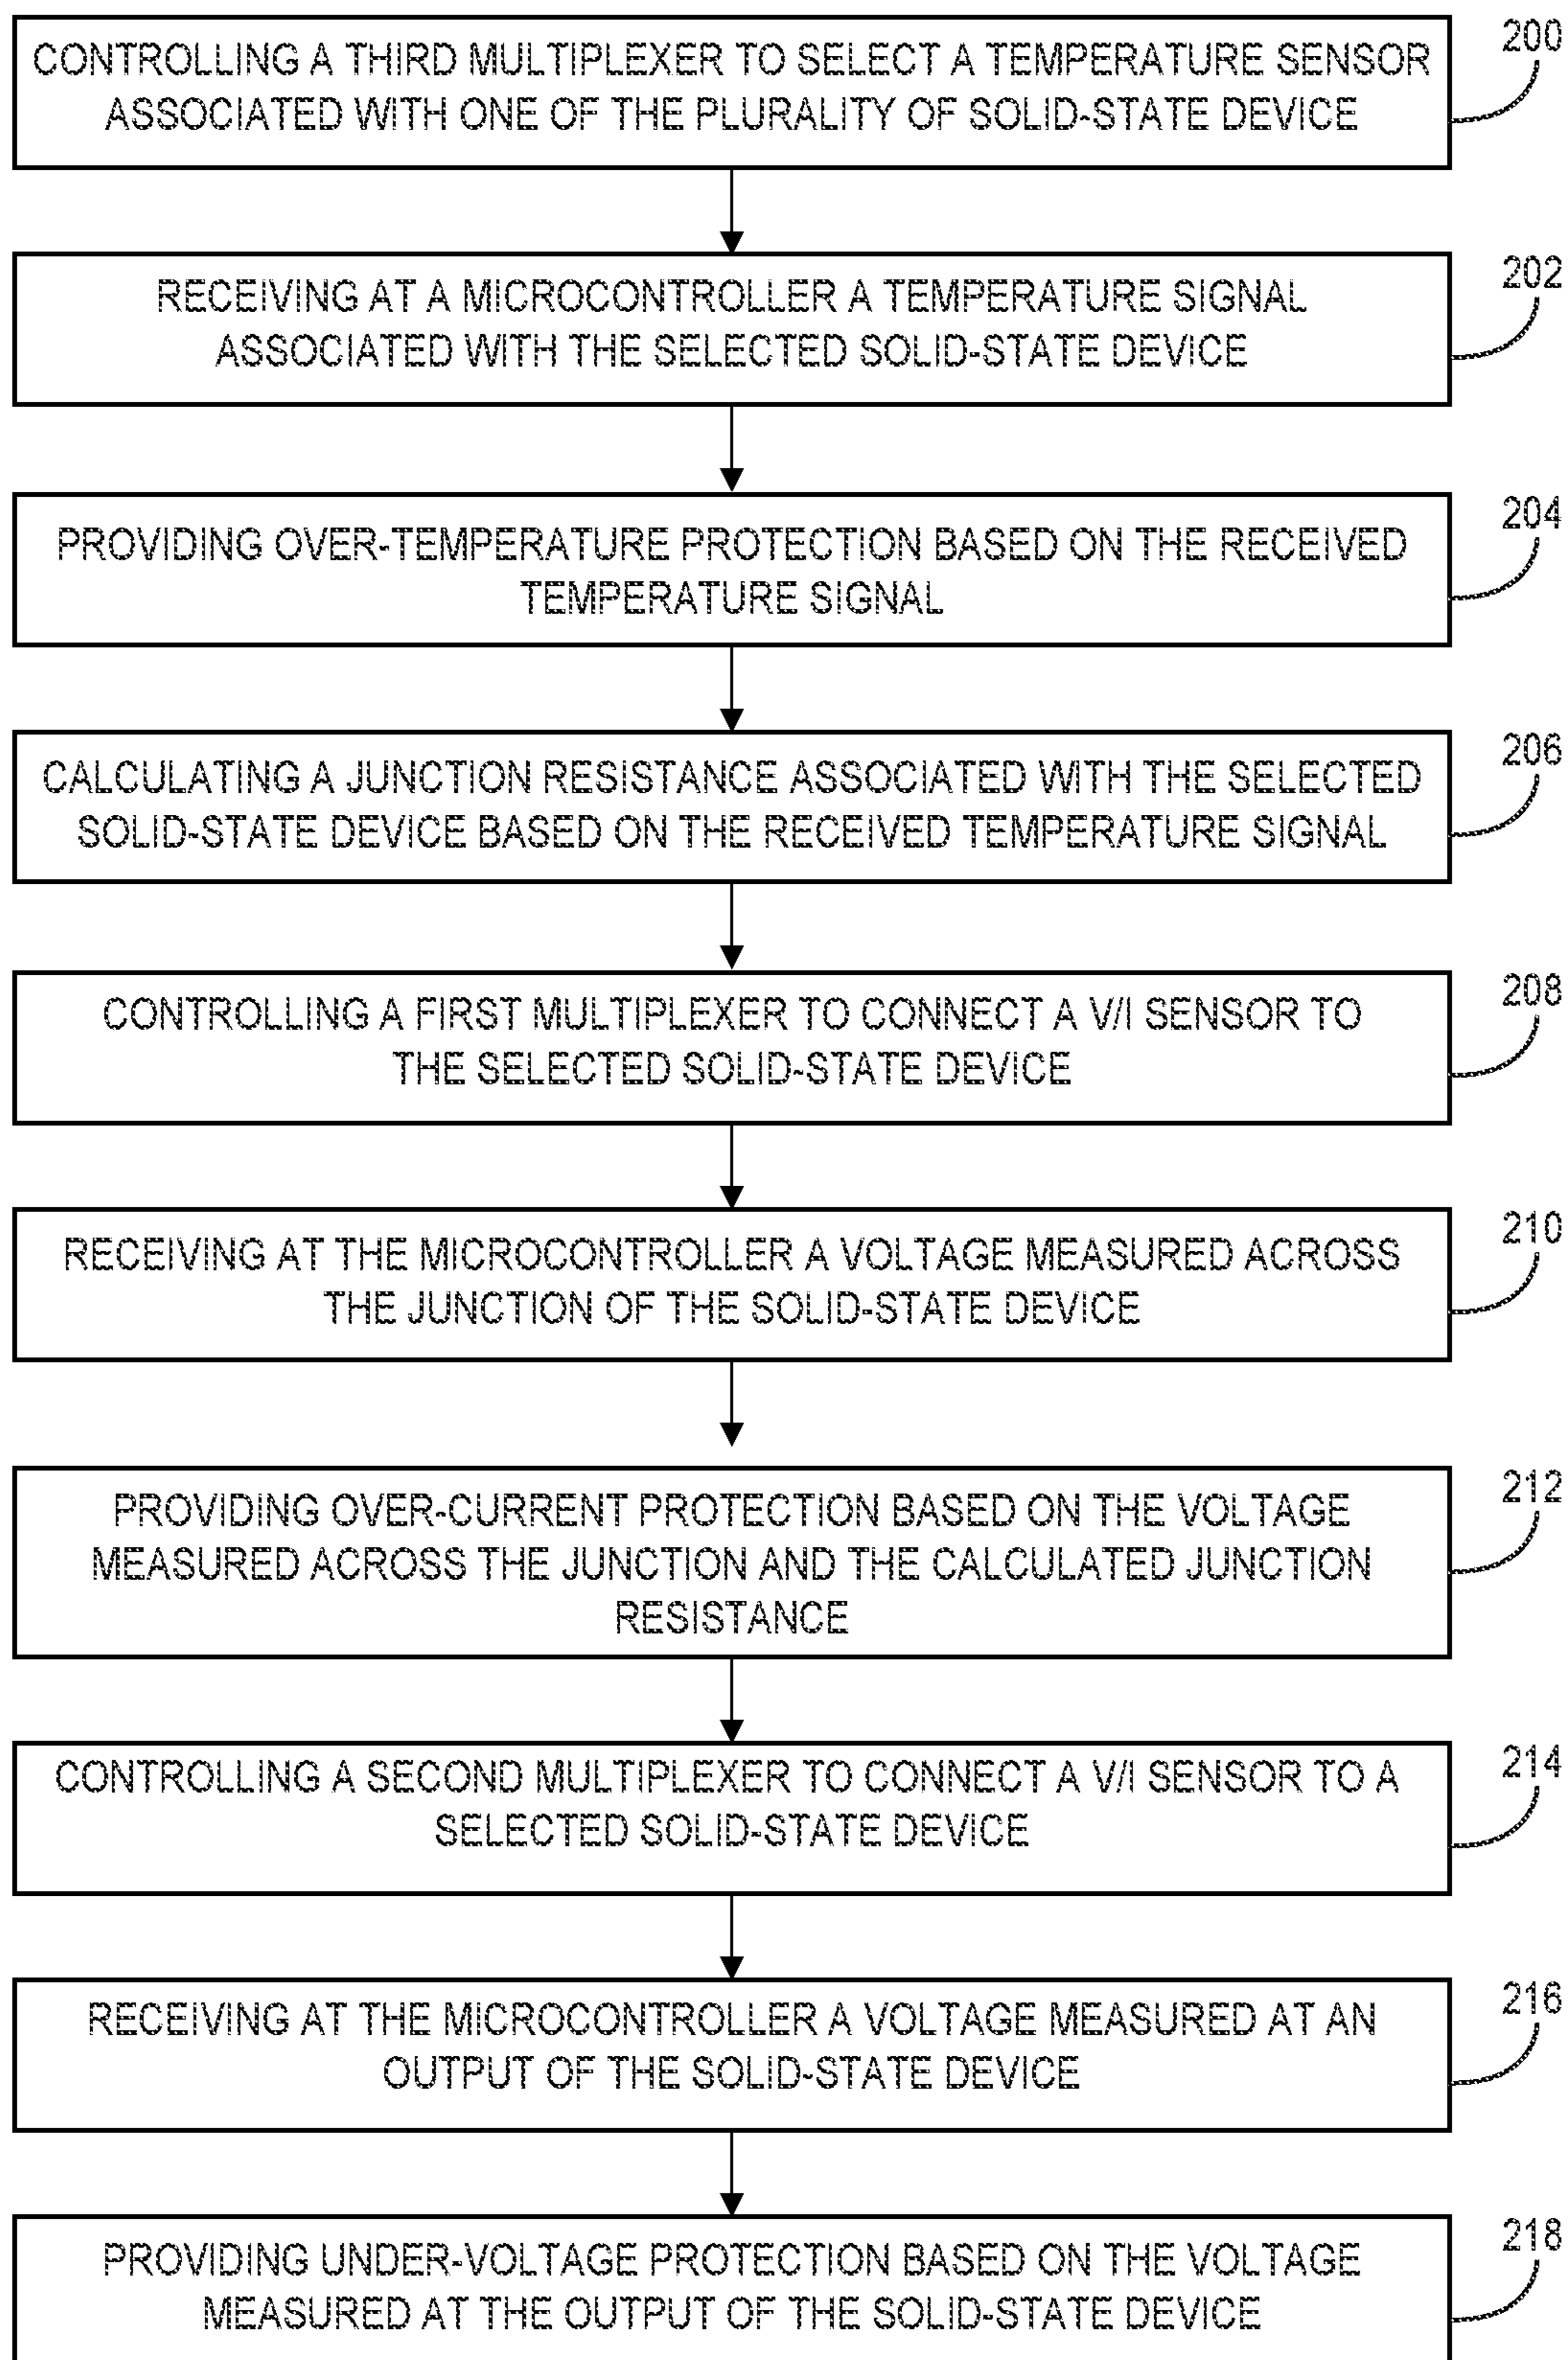 CONTROLLING A THIRD MULTIPLEXER TO SELECT A TEMPERATURE SENSOR
ASSOCIATED WITH ONE OF THE PLURALITY OF SOLID-STATE DEVICE
200
RECEIVING AT A MICROCONTROLLER A TEMPERATURE SIGNAL
ASSOCIATED WITH THE SELECTED SOLID-STATE DEVICE
202
PROVIDING OVER-TEMPERATURE PROTECTION BASED ON THE RECEIVED
TEMPERATURE SIGNAL
204
CALCULATING A JUNCTION RESISTANCE ASSOCIATED WITH THE SELECTED
SOLID-STATE DEVICE BASED ON THE RECEIVED TEMPERATURE SIGNAL
206
CONTROLLING A FIRST MULTIPLEXER TO CONNECT A V/I SENSOR TO
THE SELECTED SOLID-STATE DEVICE
208
RECEIVING AT THE MICROCONTROLLER A VOLTAGE MEASURED ACROSS
THE JUNCTION OF THE SOLID-STATE DEVICE
210
PROVIDING OVER-CURRENT PROTECTION BASED ON THE VOLTAGE
MEASURED ACROSS THE JUNCTION AND THE CALCULATED JUNCTION
RESISTANCE
212
CONTROLLING A SECOND MULTIPLEXER TO CONNECT A V/I SENSOR TO A
SELECTED SOLID-STATE DEVICE
214
RECEIVING AT THE MICROCONTROLLER A VOLTAGE MEASURED AT AN
OUTPUT OF THE SOLID-STATE DEVICE
216
PROVIDING UNDER-VOLTAGE PROTECTION BASED ON THE VOLTAGE
MEASURED AT THE OUTPUT OF THE SOLID-STATE DEVICE
218